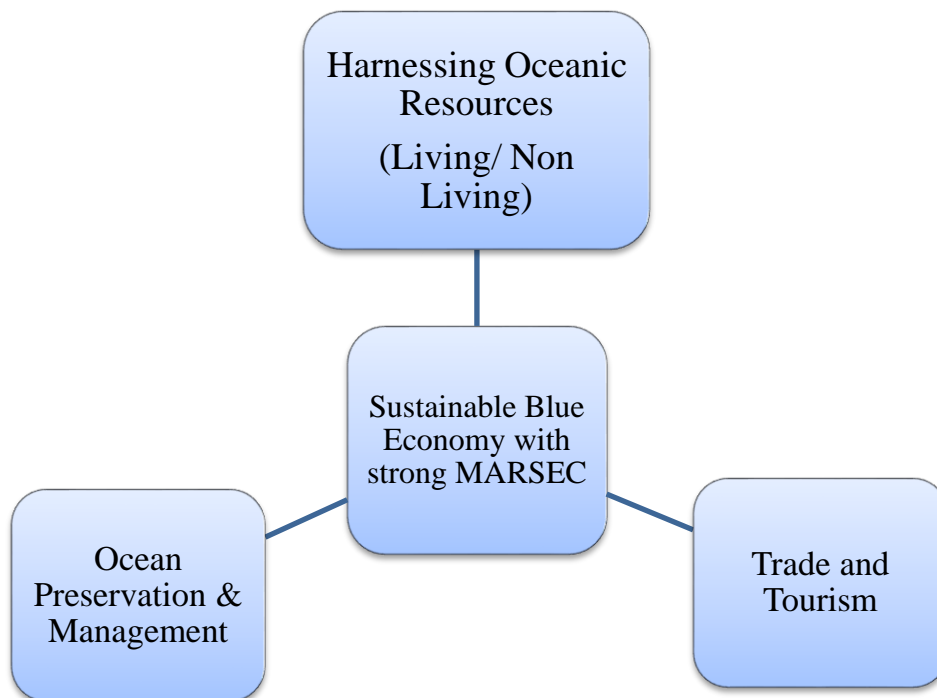 Harnessing Oceanic
Resources
(Living/ Non
Living)
Sustainable Blue
Economy with
strong MARSEC
Ocean
Preservation &
Management
Trade and
Tourism